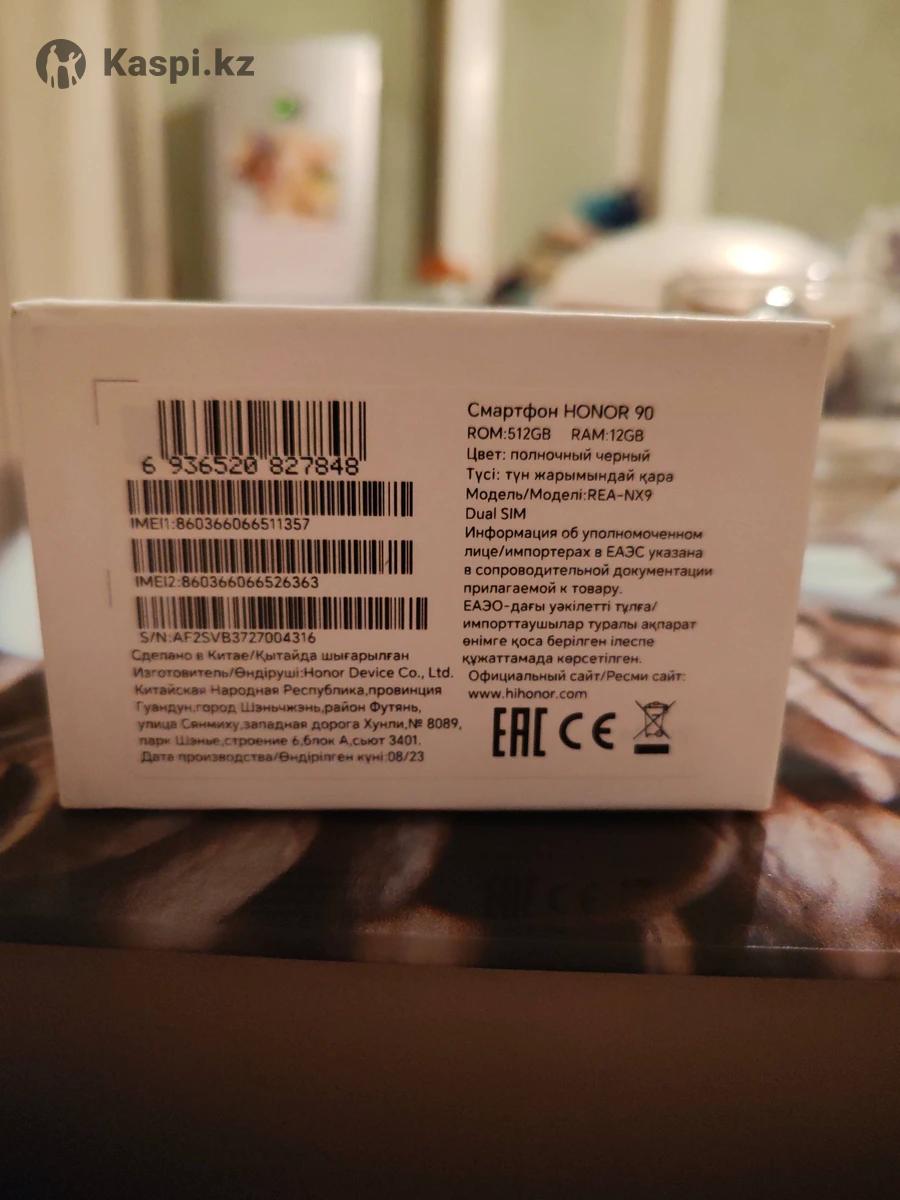 Kaspi.kz
6 936520 827848
IMEI1:860366066511357
IMEI2:860366066526363
S/N:AF2SVB3727004316
Сделано в Китае/Қытайда шығарылған
Изготовитель/Өндіруші:Honor Device Co., Ltd.
Китайская Народная Республика,провинция
Гуандун,город Шэньчжэнь,район Футянь,
улица Сянмиху,западная дорога Хунли,№ 8089,
парк Шэнье,строение 6,блок А,сьют 3401.
Дата производства/Өндірілген күні:08/23
Смартфон HONOR 90
ROM:512GB RAM:12GB
Цвет: полночный черный
Түсі: түн жарымындай қара
Модель/Моделі:REA-NX9
Dual SIM
Информация об уполномоченном
лице/импортерах в ЕАЭС указана
в сопроводительной документации
прилагаемой к товару.
ЕАЭО-дағы уәкілетті тұлға/
импорттаушылар туралы ақпарат
өнімге қоса берілген ілеспе
құжаттамада көрсетілген.
Официальный сайт/Ресми сайт:
www.hihonor.com
EAC CE